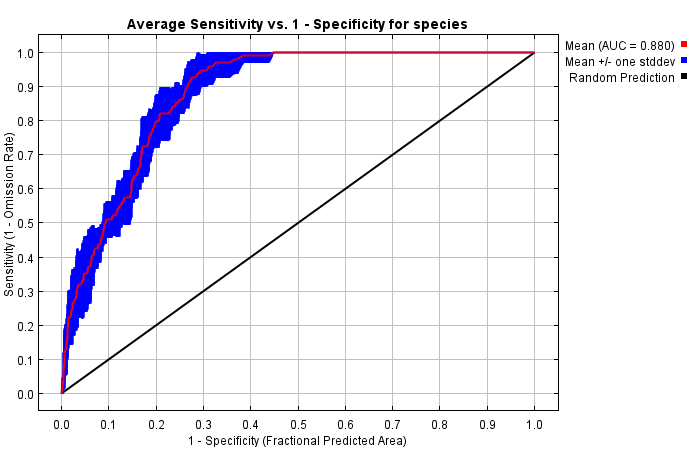 Average Sensitivity vs. 1 - Specificity for species
Mean (AUC = 0.880)
Mean +/- one stddev
Random Prediction
Sensitivity (1 - Omission Rate)
1.0
0.9
0.8
0.7
0.6
0.5
0.4
0.3
0.2
0.1
0.0
0.0 0.1 0.2 0.3 0.4 0.5 0.6 0.7 0.8 0.9 1.0
1 - Specificity (Fractional Predicted Area)